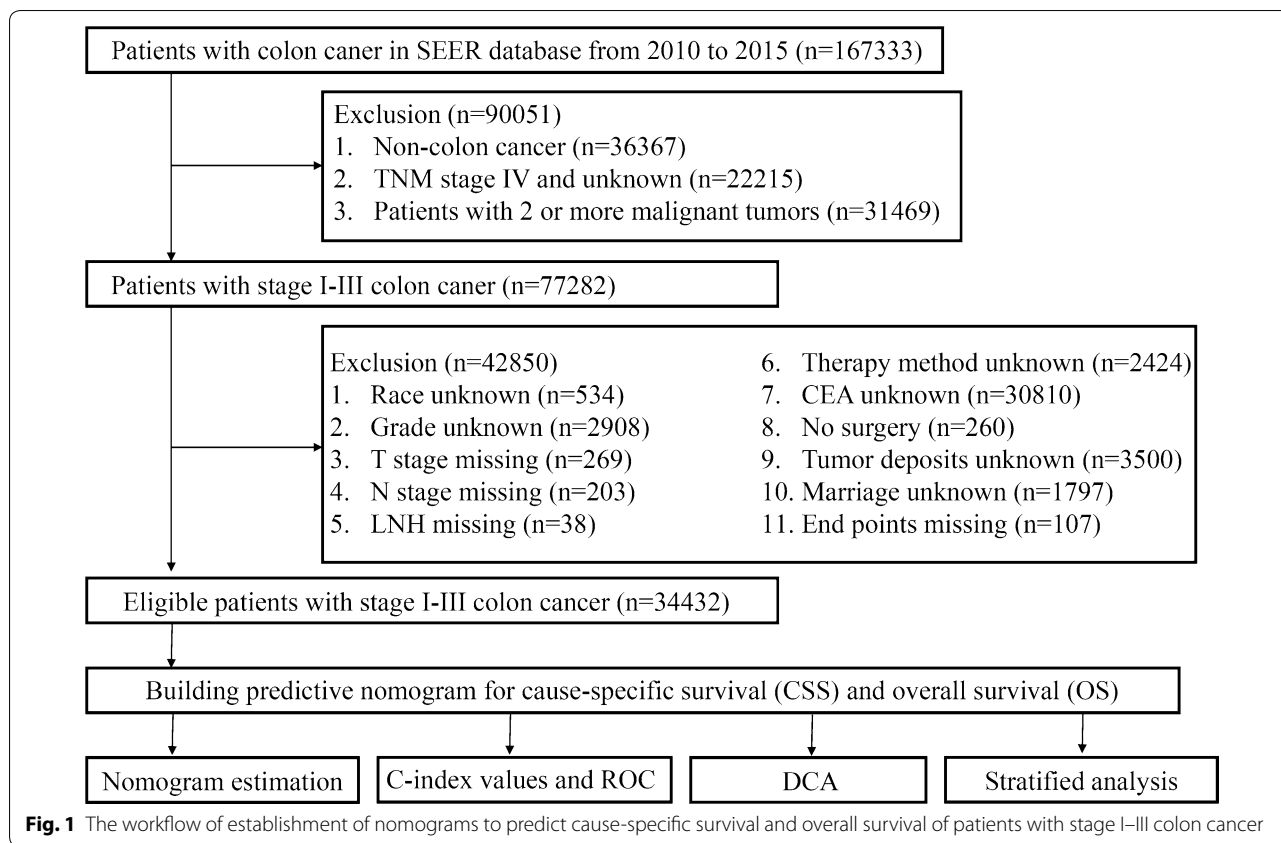 Patients with colon caner in SEER database from 2010 to 2015 (n=167333)
Exclusion (n=90051)
1. Non-colon cancer (n=36367)
2. TNM stage IV and unknown (n=22215)
3. Patients with 2 or more malignant tumors (n=31469)
Patients with stage I-III colon caner (n=77282)
Exclusion (n=42850)
1. Race unknown (n=534)
2. Grade unknown (n=2908)
3. T stage missing (n=269)
4. N stage missing (n=203)
5. LNH missing (n=38)
6. Therapy method unknown (n=2424)
7. CEA unknown (n=30810)
8. No surgery (n=260)
9. Tumor deposits unknown (n=3500)
10. Marriage unknown (n=1797)
11. End points missing (n=107)
Eligible patients with stage I-III colon cancer (n=34432)
Building predictive nomogram for cause-specific survival (CSS) and overall survival (OS)
Nomogram estimation
C-index values and ROC
DCA
Stratified analysis
Fig. 1 The workflow of establishment of nomograms to predict cause-specific survival and overall survival of patients with stage I–III colon cancer